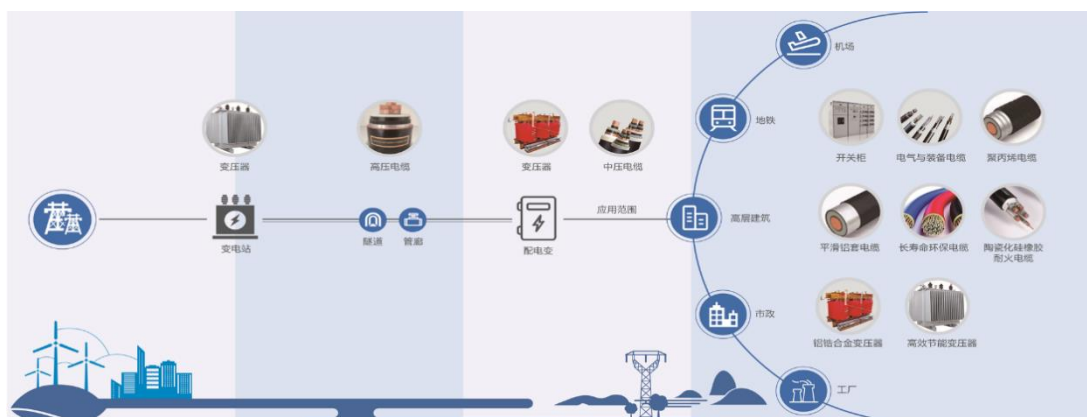 机场
地铁
开关柜
电气与装备电缆
聚丙烯电缆
变压器
高压电缆
变压器
中压电缆
应用范围
高层建筑
变电站
隧道
管廊
配电变
平滑铝套电缆
长寿命环保电缆
陶瓷化硅橡胶
耐火电缆
市政
铝锆合金变压器
高效节能变压器
工厂